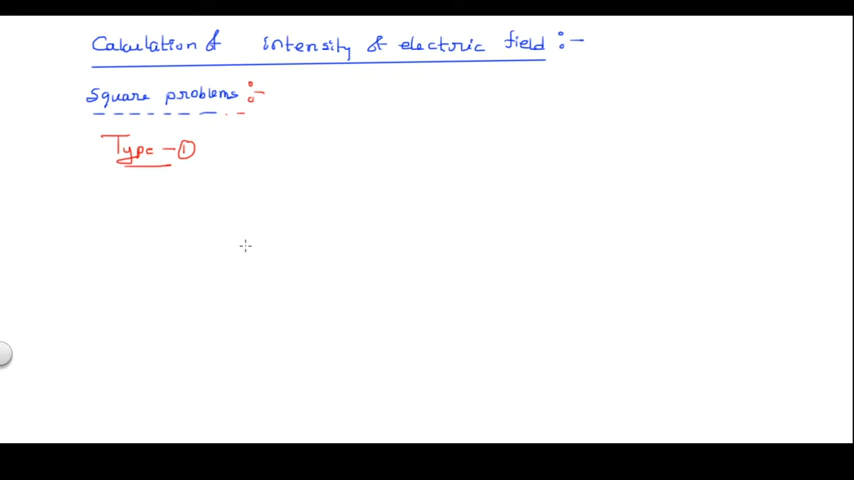 Calculation of intensity of electric field :-
Square problems :-
Type - ①